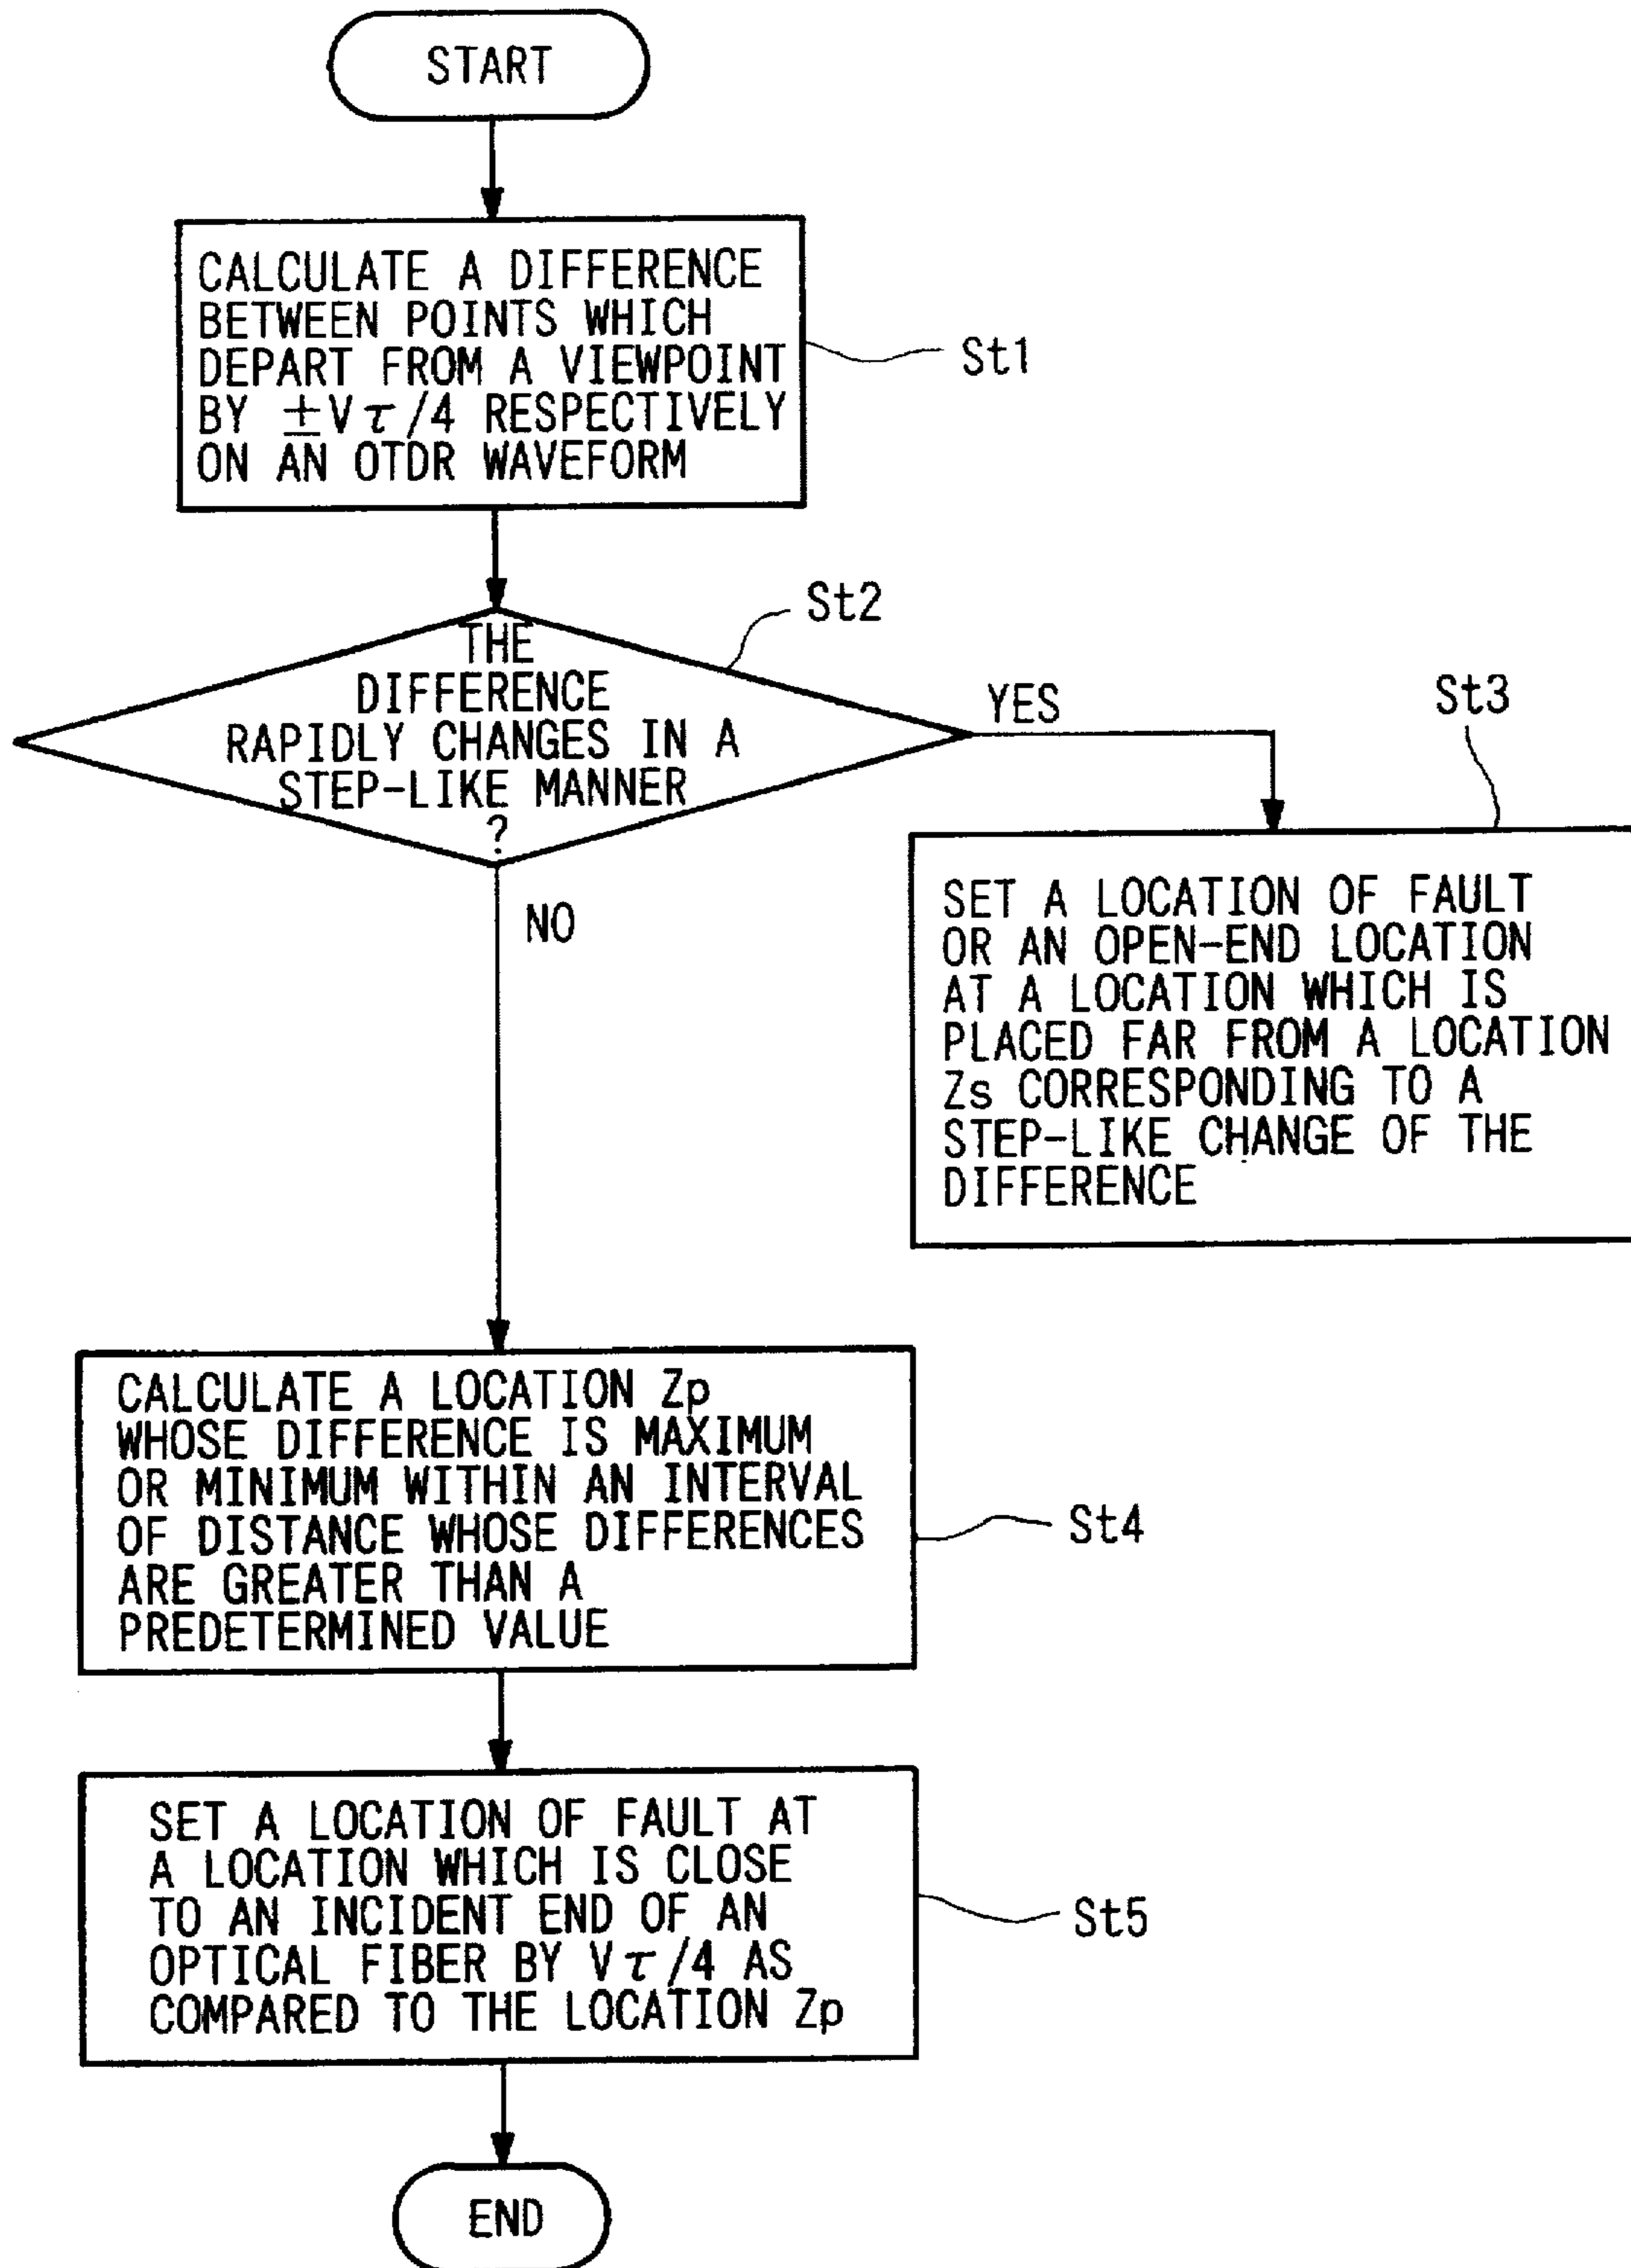 START
CALCULATE A DIFFERENCE
BETWEEN POINTS WHICH
DEPART FROM A VIEWPOINT
BY ±Vτ/4 RESPECTIVELY
ON AN OTDR WAVEFORM
St1
St2
THE
DIFFERENCE
RAPIDLY CHANGES IN A
STEP-LIKE MANNER
?
YES
NO
St3
SET A LOCATION OF FAULT
OR AN OPEN-END LOCATION
AT A LOCATION WHICH IS
PLACED FAR FROM A LOCATION
Zs CORRESPONDING TO A
STEP-LIKE CHANGE OF THE
DIFFERENCE
CALCULATE A LOCATION Zp
WHOSE DIFFERENCE IS MAXIMUM
OR MINIMUM WITHIN AN INTERVAL
OF DISTANCE WHOSE DIFFERENCES
ARE GREATER THAN A
PREDETERMINED VALUE
St4
SET A LOCATION OF FAULT AT
A LOCATION WHICH IS CLOSE
TO AN INCIDENT END OF AN
OPTICAL FIBER BY Vτ/4 AS
COMPARED TO THE LOCATION Zp
St5
END